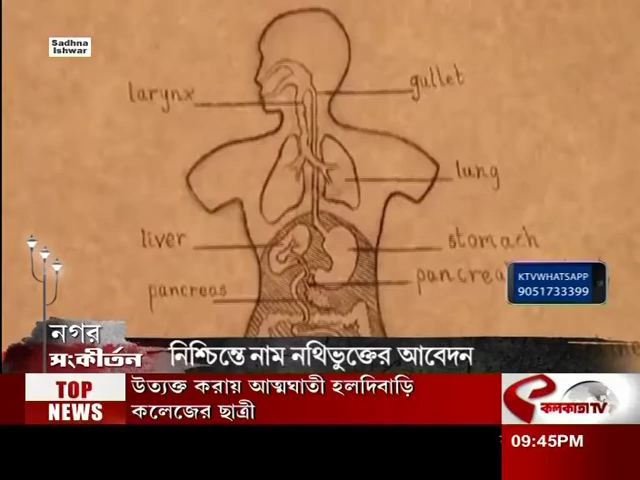 Sadhna
Ishwar
larynx
gullet
lung
liver
stomach
pancreas
pancrea
KTVWHATSAPP
9051733399
নগর
সংকীর্তন
নিশ্চিন্তে নাম নথিভুক্তের আবেদন
TOP
NEWS
উত্যক্ত করায় আত্মঘাতী হলদিবাড়ি
কলেজের ছাত্রী
কলকাতা TV
09:45PM